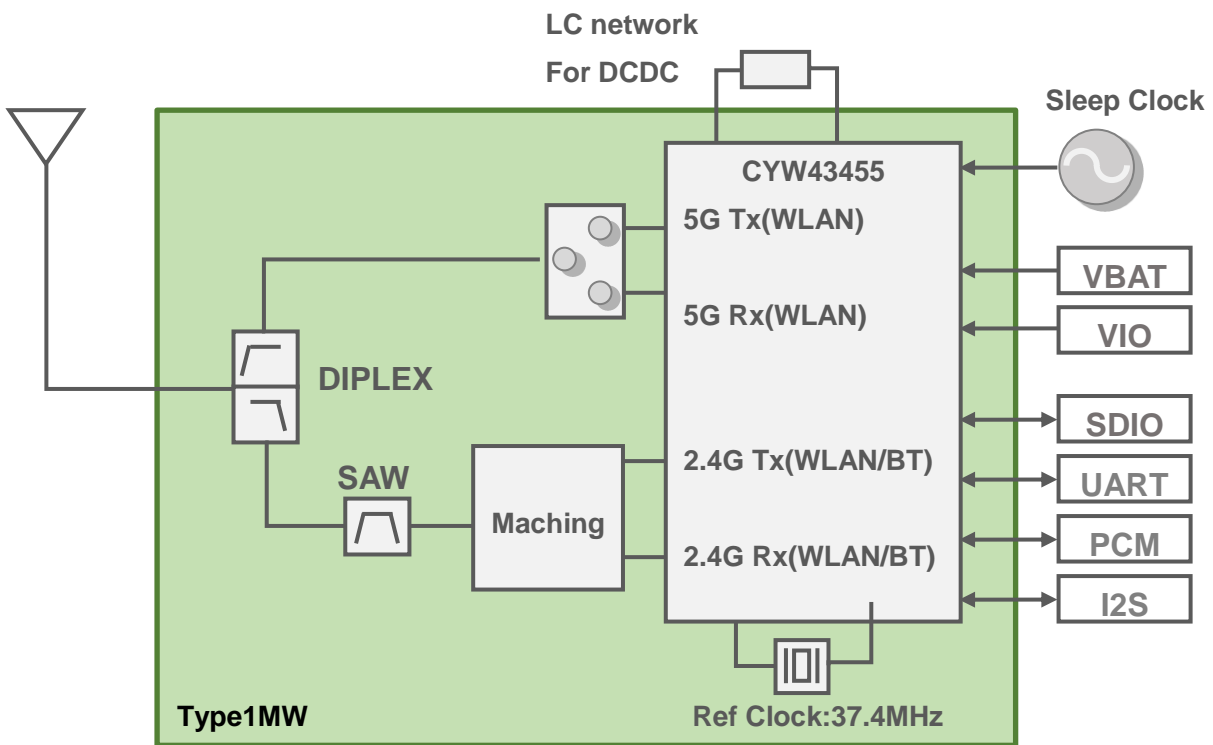 LC network
For DCDC
Sleep Clock
CYW43455
5G Tx(WLAN)
5G Rx(WLAN)
VBAT
VIO
DIPLEX
SDIO
2.4G Tx(WLAN/BT)
SAW
UART
Maching
PCM
2.4G Rx(WLAN/BT)
I2S
Type1MW
Ref Clock:37.4MHz